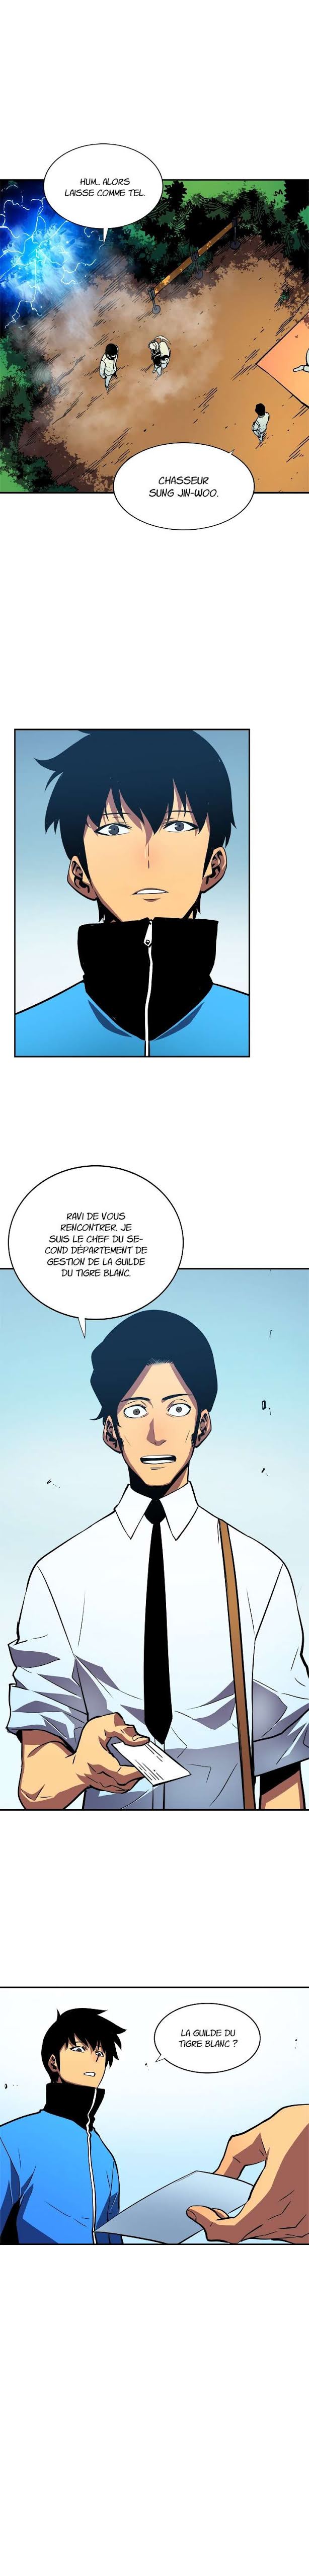 HUM... ALORS
LAISSE COMME TEL.
CHASSEUR
SUNG JIN-WOO.
RAVI DE VOUS
RENCONTRER. JE
SUIS LE CHEF DU SE-
COND DÉPARTEMENT DE
GESTION DE LA GUILDE
DU TIGRE BLANC.
LA GUILDE DU
TIGRE BLANC ?